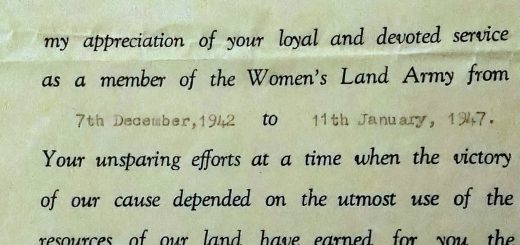 my appreciation of your loyal and devoted service
as a member of the Women's Land Army from
7th December,1942 to 11th January, 1947.
Your unsparing efforts at a time when the victory
of our cause depended on the utmost use of the
resources of our land have earned for you the